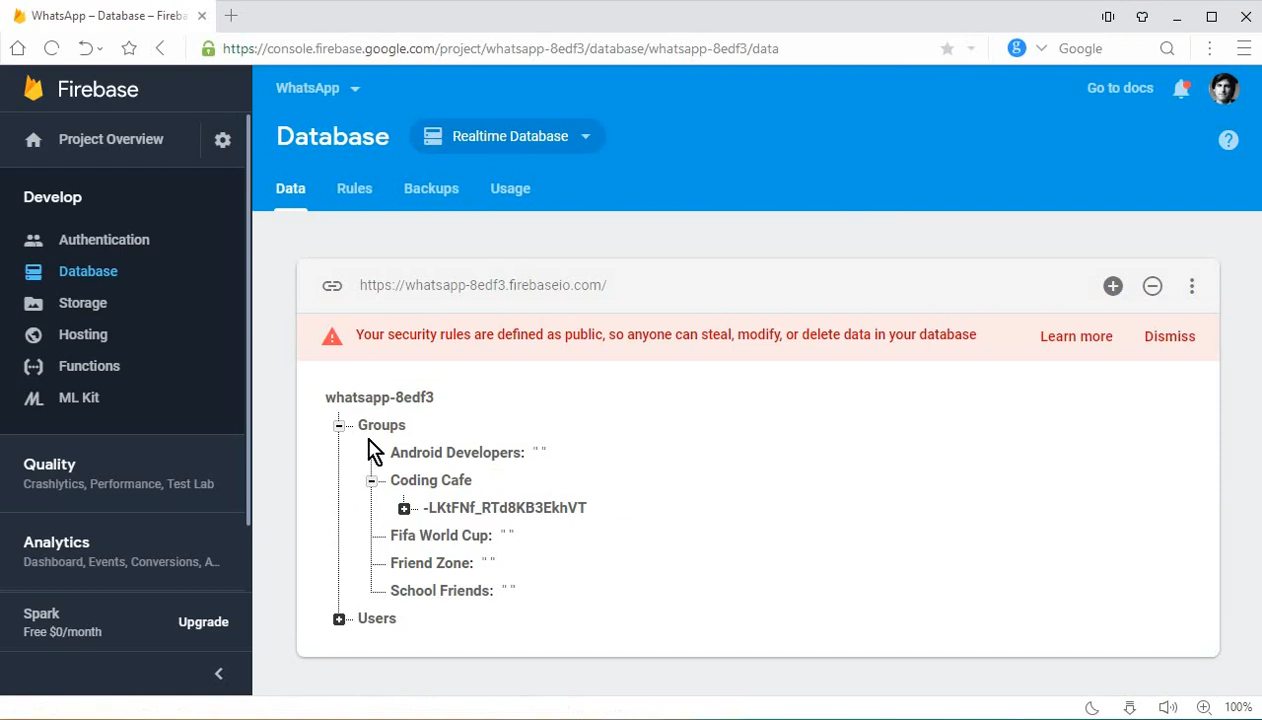 WhatsApp – Database – Fireba
https://console.firebase.google.com/project/whatsapp-8edf3/database/whatsapp-8edf3/data
Google
Firebase
Project Overview
Develop
Authentication
Database
Storage
Hosting
Functions
ML Kit
Quality
Crashlytics, Performance, Test Lab
Analytics
Dashboard, Events, Conversions, A...
Spark
Free $0/month
Upgrade
WhatsApp
Go to docs
Database
Realtime Database
Data
Rules
Backups
Usage
https://whatsapp-8edf3.firebaseio.com/
Your security rules are defined as public, so anyone can steal, modify, or delete data in your database
Learn more
Dismiss
whatsapp-8edf3
Groups
Android Developers: " "
Coding Cafe
-LKtFNf_RTd8KB3EkhVT
Fifa World Cup: " "
Friend Zone: " "
School Friends: " "
Users
100%